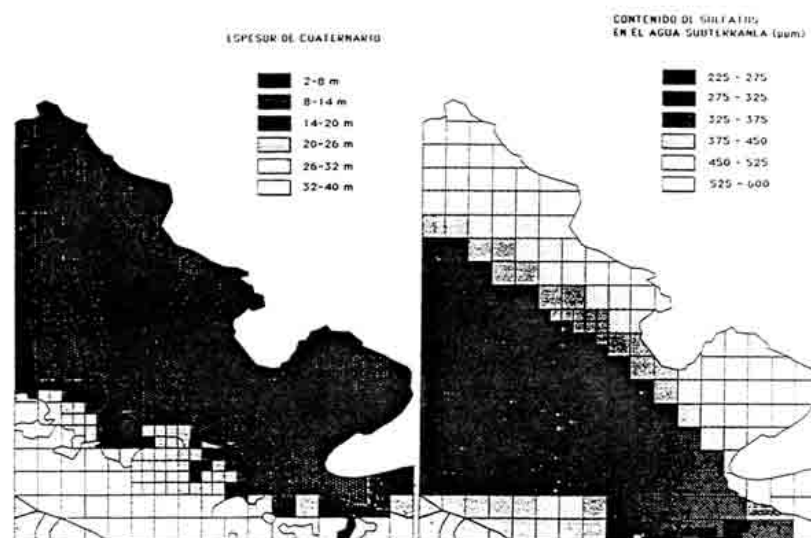 ESPESOR DE CUATERNARIO
2-8 m
8-14 m
14-20 m
20-26 m
26-32 m
32-40 m
CONTENIDO DE SULFATOS
EN EL AGUA SUBTERRANEA (ppm)
225 - 275
275 - 325
325 - 375
375 - 450
450 - 525
525 - 600